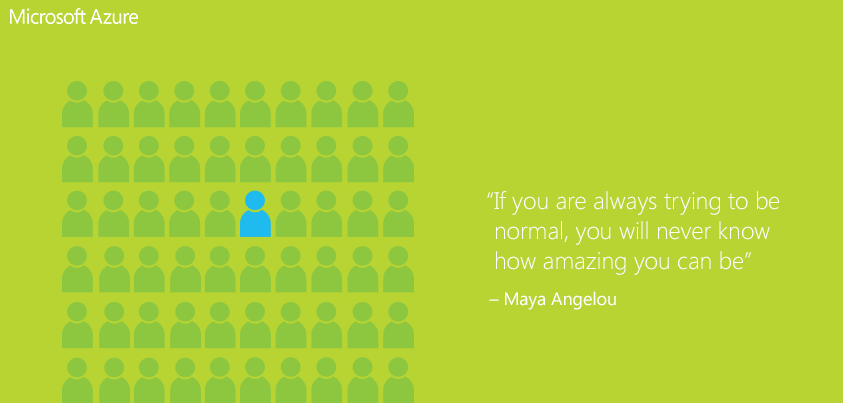 Microsoft Azure
“If you are always trying to be
normal, you will never know
how amazing you can be”
– Maya Angelou